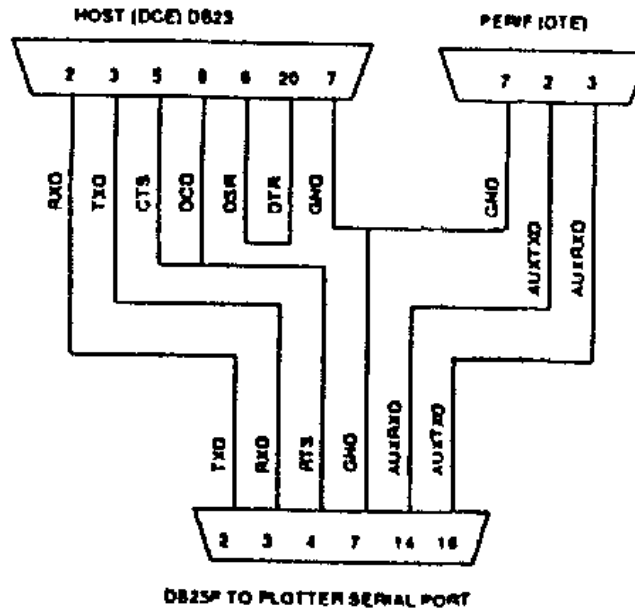 HOST (DCE) DB25
PERIF (DTE)
2 3 5 8 6 20 7
7 2 3
RXD TXD CTS DCD DSR DTR GND
GND AUXTXD AUXRXD
TXD RXD RTS GND AUXRXD AUXTXD
2 3 4 7 14 16
DB25P TO PLOTTER SERIAL PORT